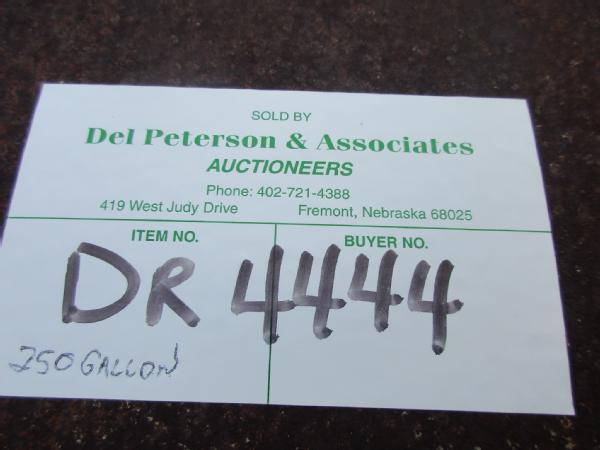 SOLD BY
Del Peterson & Associates
AUCTIONEERS
Phone: 402-721-4388
419 West Judy Drive Fremont, Nebraska 68025
ITEM NO. BUYER NO.
DR 4444
250 GALLON